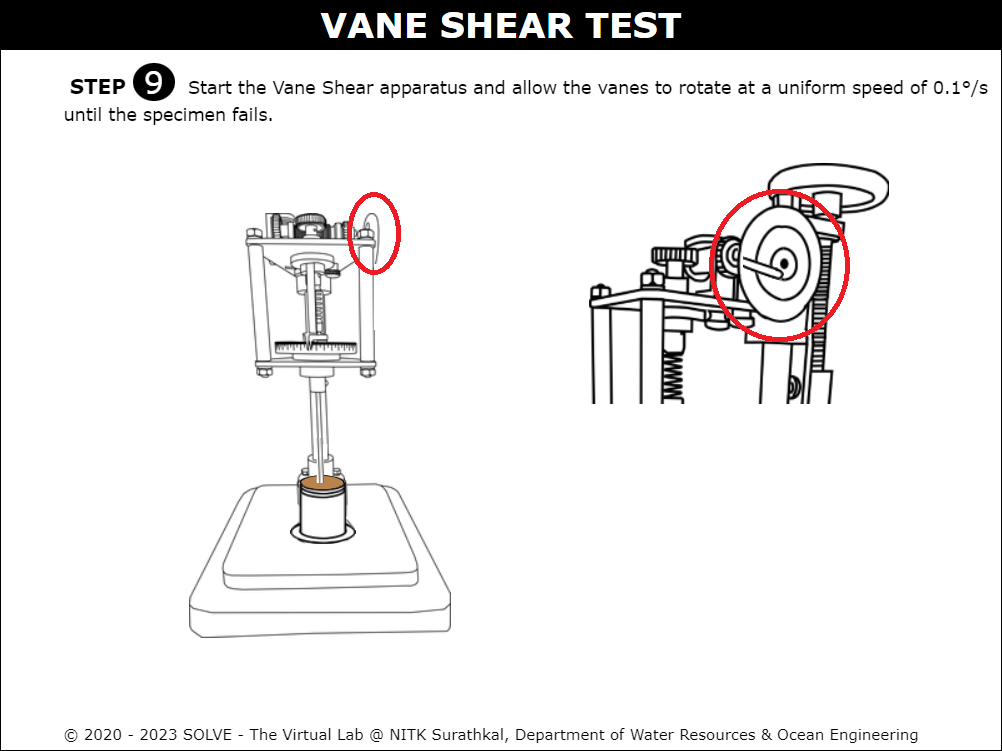 VANE SHEAR TEST
STEP 9 Start the Vane Shear apparatus and allow the vanes to rotate at a uniform speed of 0.1°/s
until the specimen fails.
© 2020 - 2023 SOLVE - The Virtual Lab @ NITK Surathkal, Department of Water Resources & Ocean Engineering